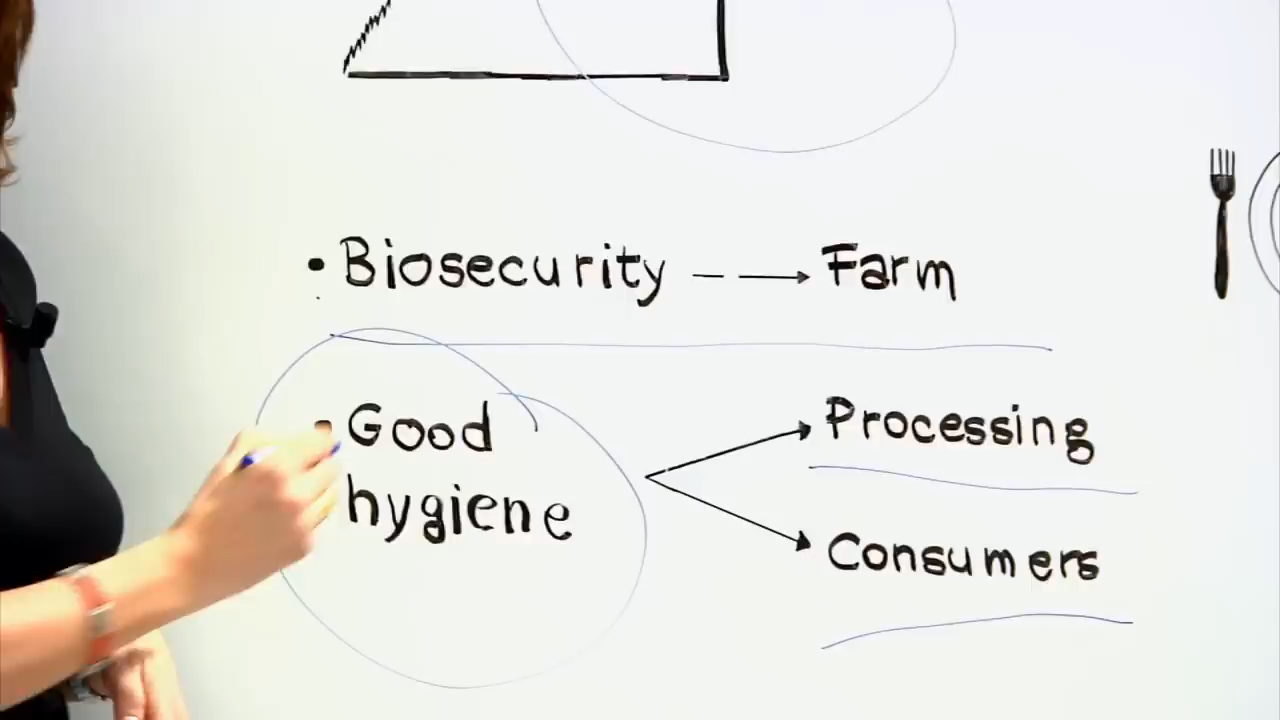 • Biosecurity --→ Farm
• Good
hygiene
Processing
Consumers